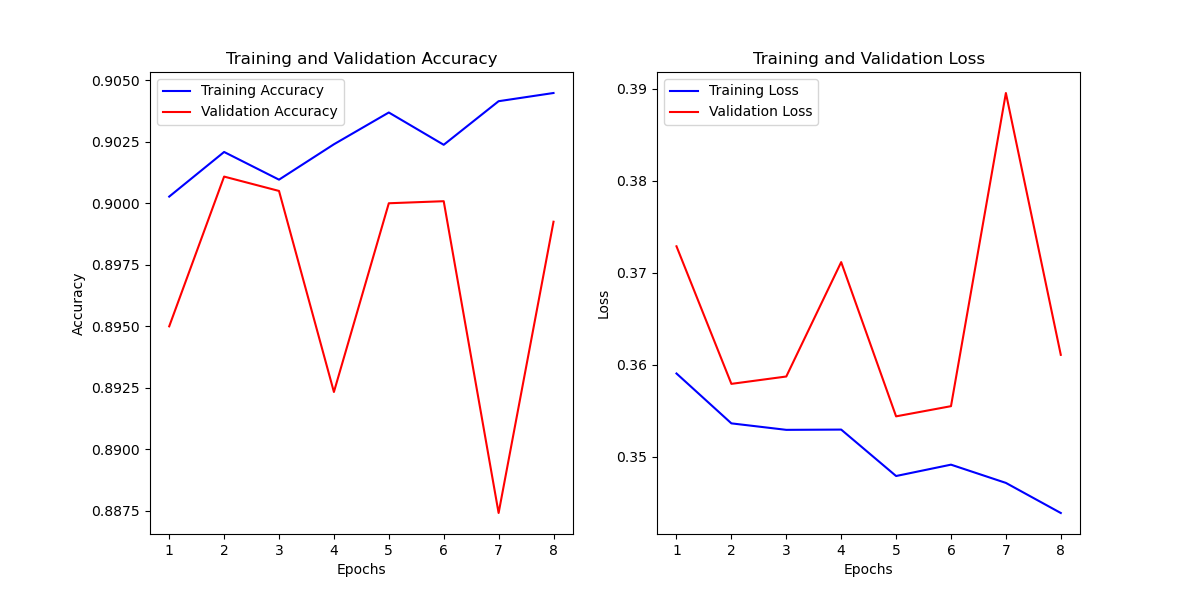 Training and Validation Accuracy
Training Accuracy
Validation Accuracy
0.9050
0.9025
0.9000
0.8975
0.8950
0.8925
0.8900
0.8875
Accuracy
1 2 3 4 5 6 7 8
Epochs
Training and Validation Loss
Training Loss
Validation Loss
0.39
0.38
0.37
0.36
0.35
Loss
1 2 3 4 5 6 7 8
Epochs